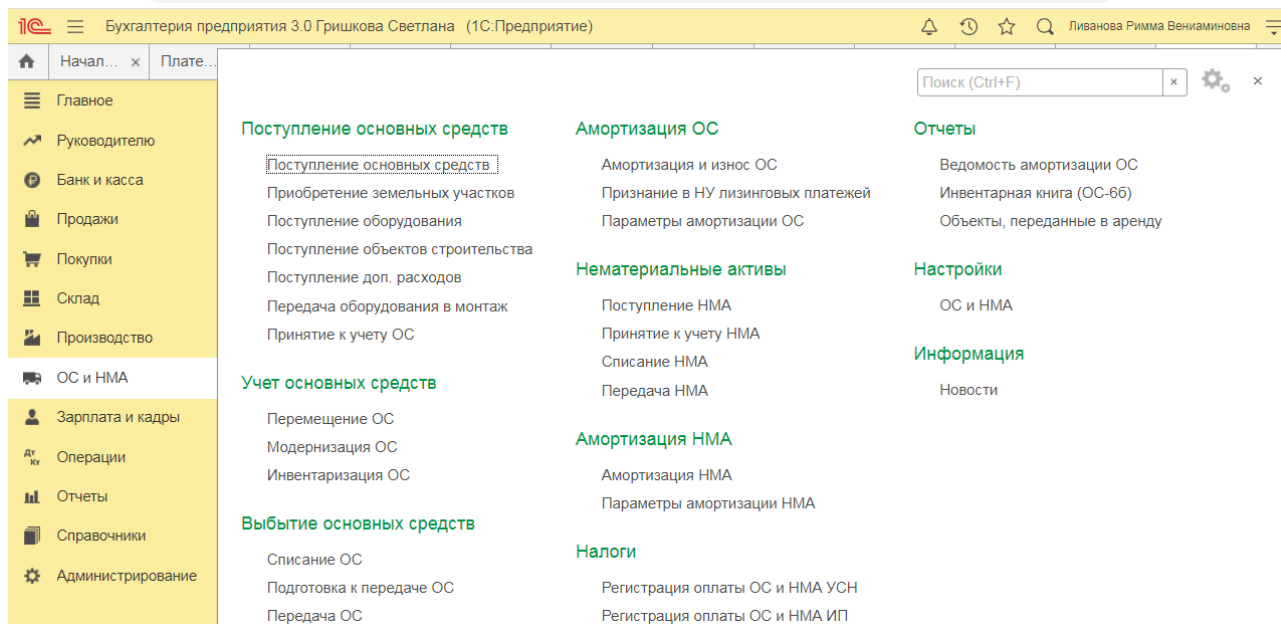 1С Бухгалтерия предприятия 3.0 Гришкова Светлана (1С:Предприятие) Ливанова Римма Вениаминовна
Начал... × Плате...
Поиск (Ctrl+F) × ×
Главное
Руководителю
Банк и касса
Продажи
Покупки
Склад
Производство
ОС и НМА
Зарплата и кадры
Дт Кт Операции
Отчеты
Справочники
Администрирование
Поступление основных средств
Поступление основных средств
Приобретение земельных участков
Поступление оборудования
Поступление объектов строительства
Поступление доп. расходов
Передача оборудования в монтаж
Принятие к учету ОС
Учет основных средств
Перемещение ОС
Модернизация ОС
Инвентаризация ОС
Выбытие основных средств
Списание ОС
Подготовка к передаче ОС
Передача ОС
Амортизация ОС
Амортизация и износ ОС
Признание в НУ лизинговых платежей
Параметры амортизации ОС
Нематериальные активы
Поступление НМА
Принятие к учету НМА
Списание НМА
Передача НМА
Амортизация НМА
Амортизация НМА
Параметры амортизации НМА
Налоги
Регистрация оплаты ОС и НМА УСН
Регистрация оплаты ОС и НМА ИП
Отчеты
Ведомость амортизации ОС
Инвентарная книга (ОС-6б)
Объекты, переданные в аренду
Настройки
ОС и НМА
Информация
Новости